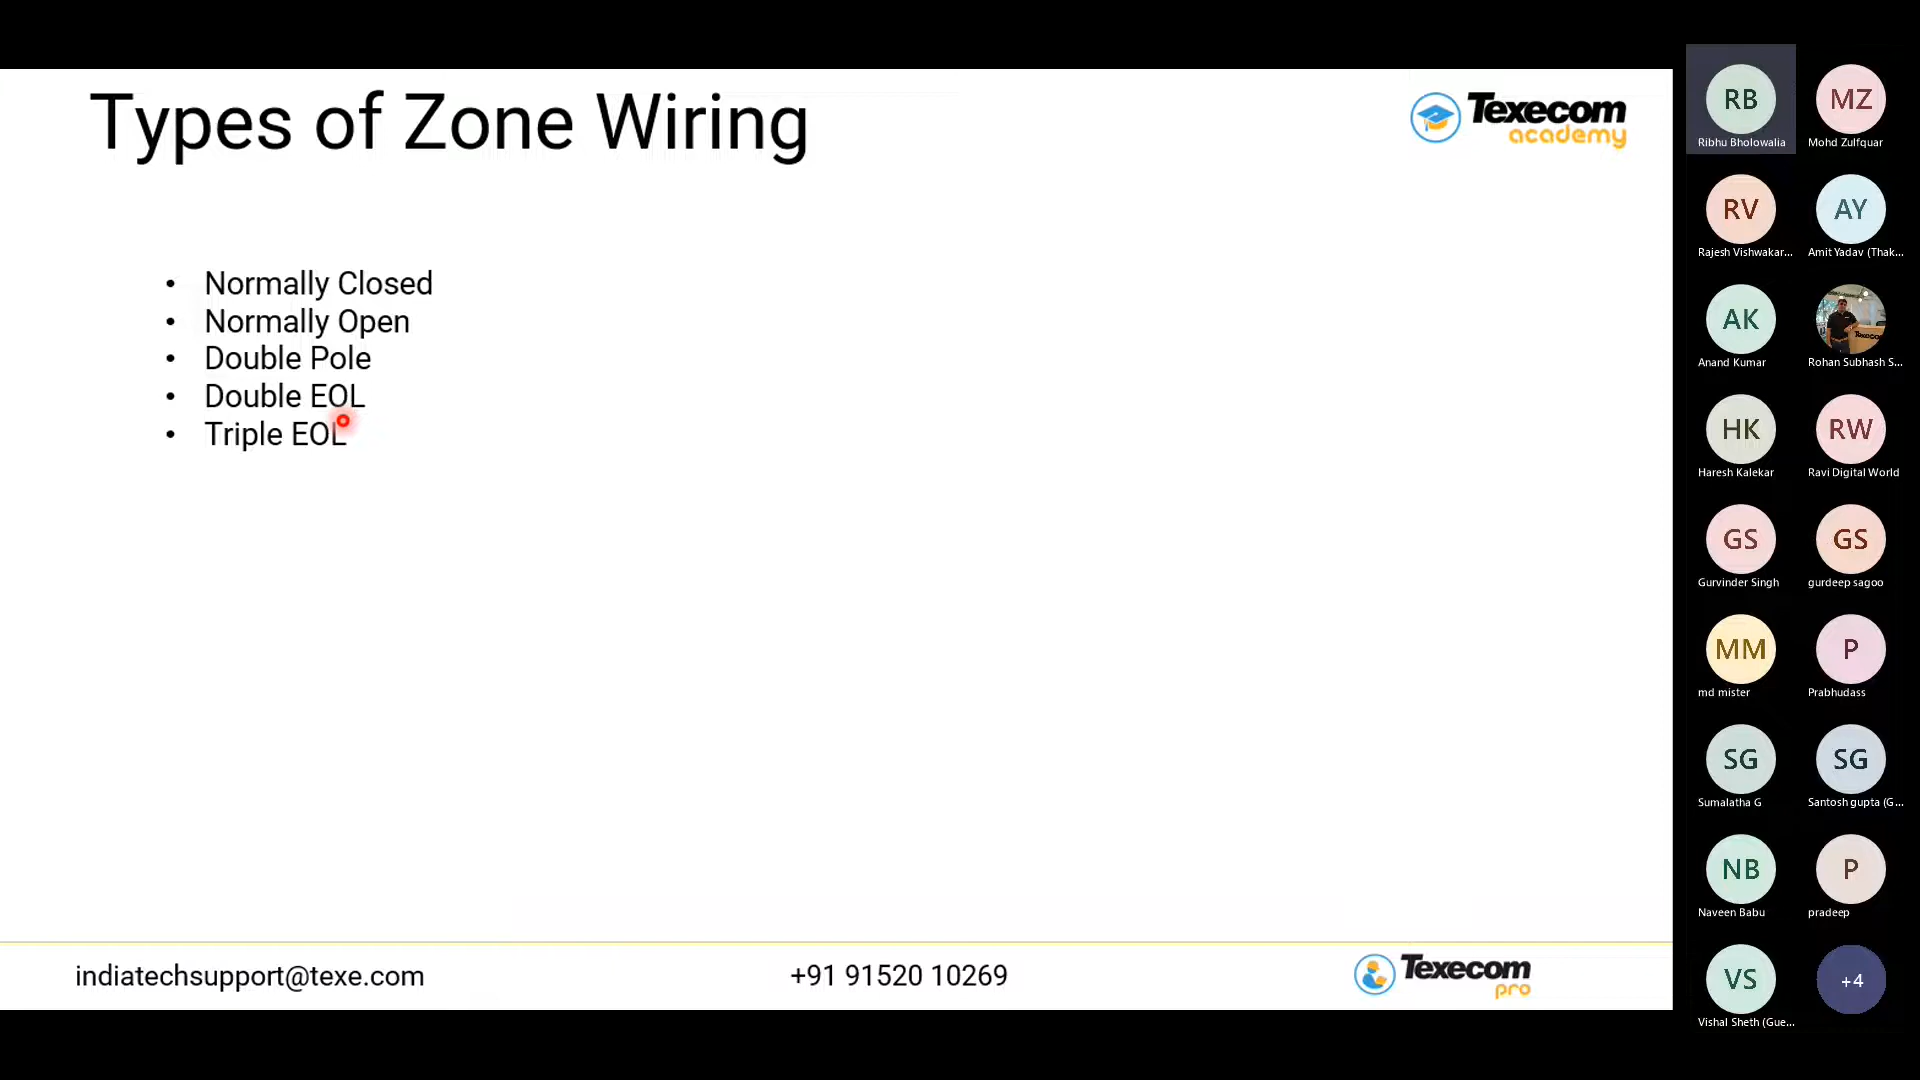 Types of Zone Wiring
Texecom
academy
• Normally Closed
• Normally Open
• Double Pole
• Double EOL
• Triple EOL
indiatechsupport@texe.com
+91 91520 10269
Texecom
pro
RB
Ribhu Bholowalia
MZ
Mohd Zulfquar
RV
Rajesh Vishwakar...
AY
Amit Yadav (Thak...
AK
Anand Kumar
Rohan Subhash S...
HK
Haresh Kalekar
RW
Ravi Digital World
GS
Gurvinder Singh
GS
gurdeep sagoo
MM
md mister
P
Prabhudass
SG
Sumalatha G
SG
Santosh gupta (G...
NB
Naveen Babu
P
pradeep
VS
Vishal Sheth (Gue...
+4